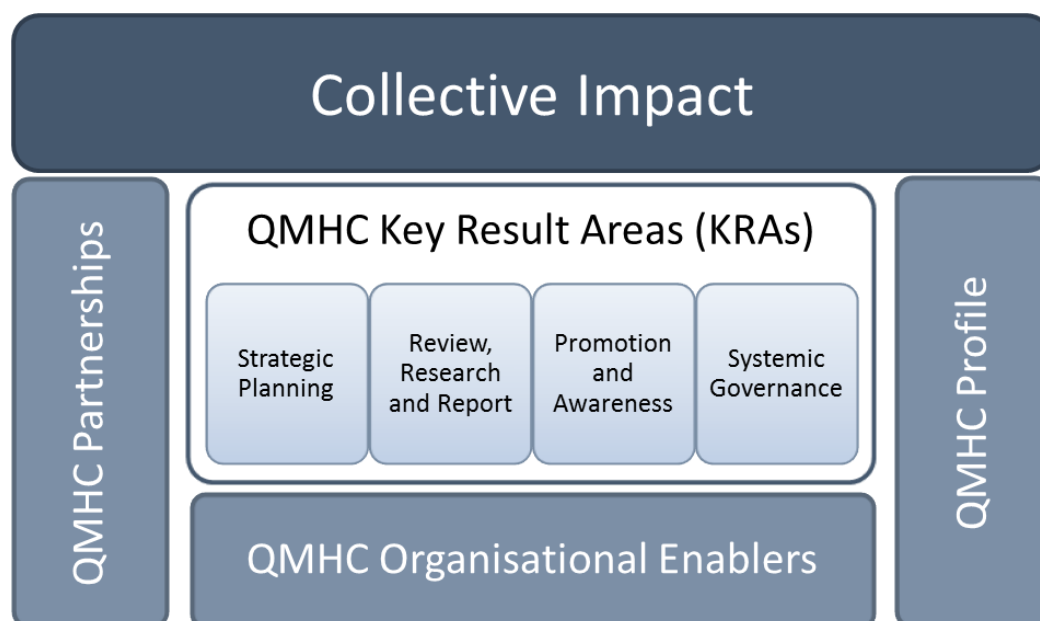 Collective Impact
QMHC Partnerships
QMHC Key Result Areas (KRAs)
Strategic
Planning
Review,
Research
and Report
Promotion
and
Awareness
Systemic
Governance
QMHC Profile
QMHC Organisational Enablers